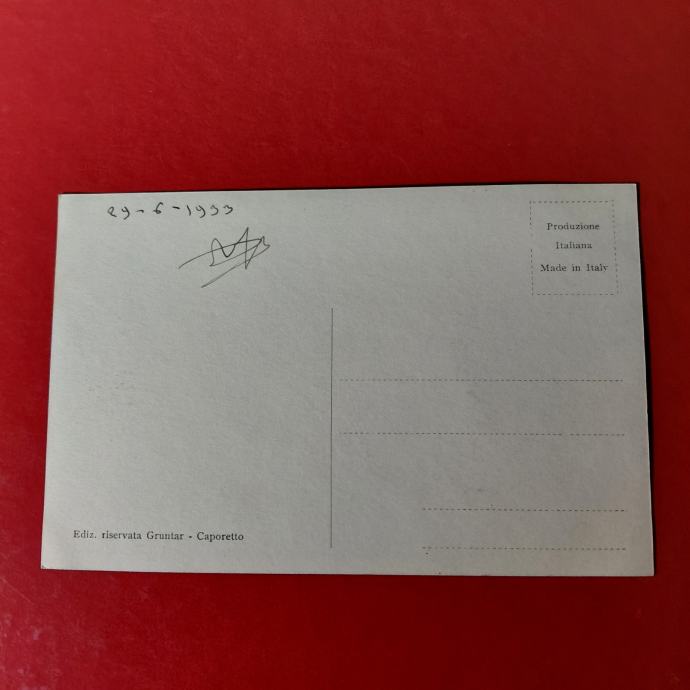 29-6-1933
Produzione
Italiana
Made in Italy
Ediz. riservata Gruntar - Caporetto